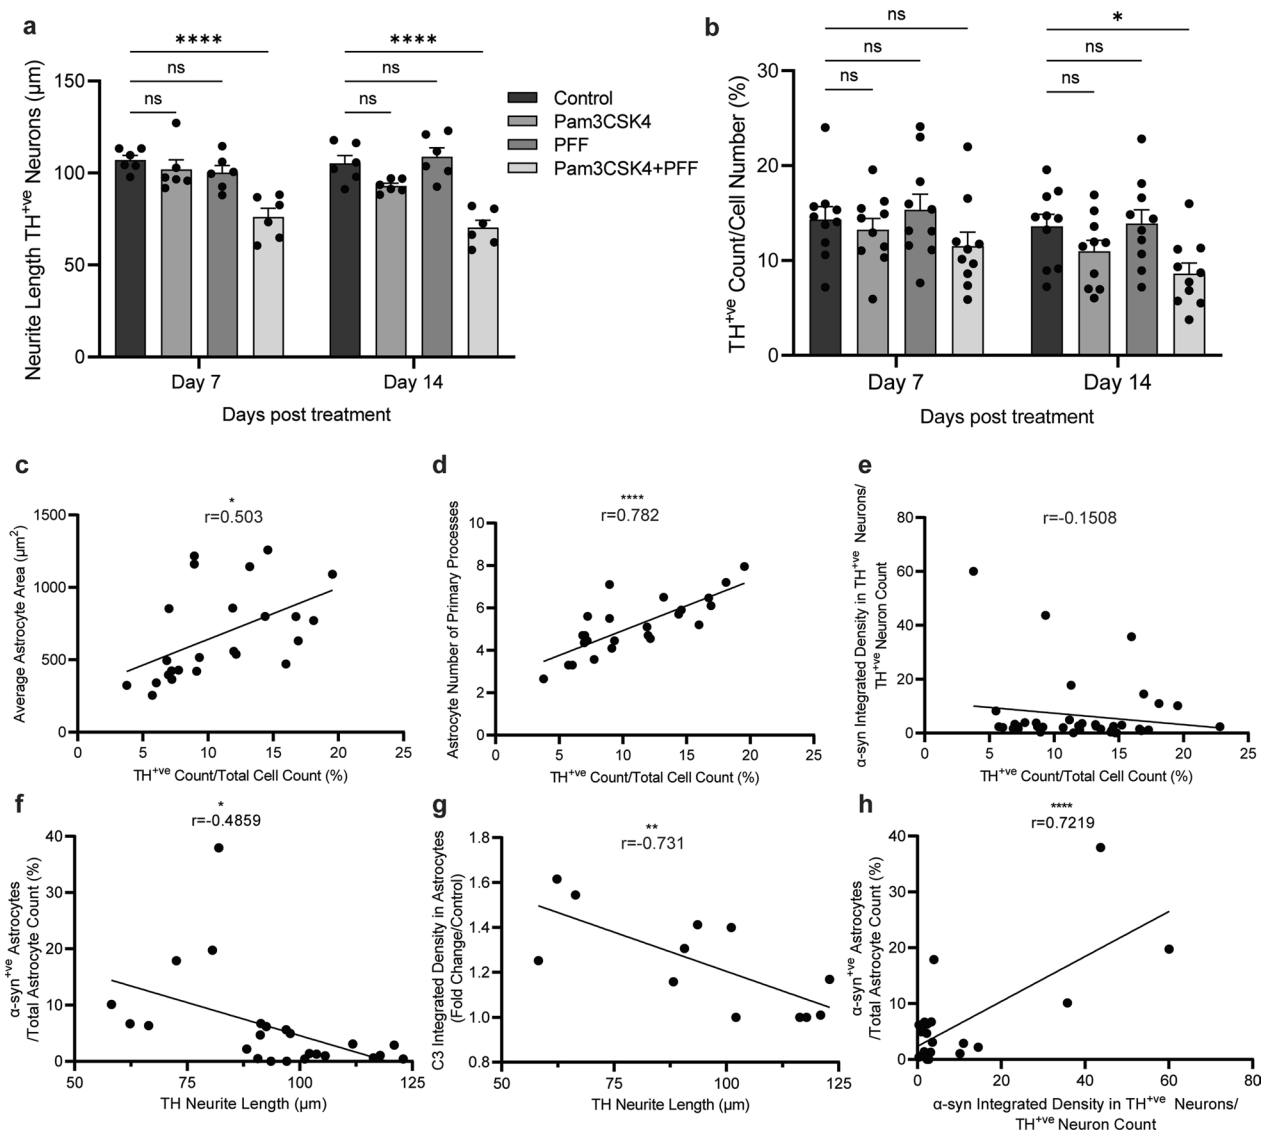 a
****
****
ns
ns
ns
ns
Neurite Length TH+ve Neurons (µm)
150
100
50
0
Day 7
Day 14
Days post treatment
Control
Pam3CSK4
PFF
Pam3CSK4+PFF
b
ns
*
ns
ns
ns
ns
TH+ve Count/Cell Number (%)
30
20
10
0
Day 7
Day 14
Days post treatment
c
*
r=0.503
Average Astrocyte Area (µm2)
1500
1000
500
0
0
5
10
15
20
25
TH+ve Count/Total Cell Count (%)
d
****
r=0.782
Astrocyte Number of Primary Processes
10
8
6
4
2
0
0
5
10
15
20
25
TH+ve Count/Total Cell Count (%)
e
r=-0.1508
α-syn Integrated Density in TH+ve Neurons/
TH+ve Neuron Count
80
60
40
20
0
0
5
10
15
20
25
TH+ve Count/Total Cell Count (%)
f
*
r=-0.4859
α-syn+ve Astrocytes
/Total Astrocyte Count (%)
40
30
20
10
0
50
75
100
125
TH Neurite Length (µm)
g
**
r=-0.731
C3 Integrated Density in Astrocytes
(Fold Change/Control)
1.8
1.6
1.4
1.2
1.0
0.8
50
75
100
125
TH Neurite Length (µm)
h
****
r=0.7219
α-syn+ve Astrocytes
/Total Astrocyte Count (%)
40
30
20
10
0
0
20
40
60
80
α-syn Integrated Density in TH+ve Neurons/
TH+ve Neuron Count